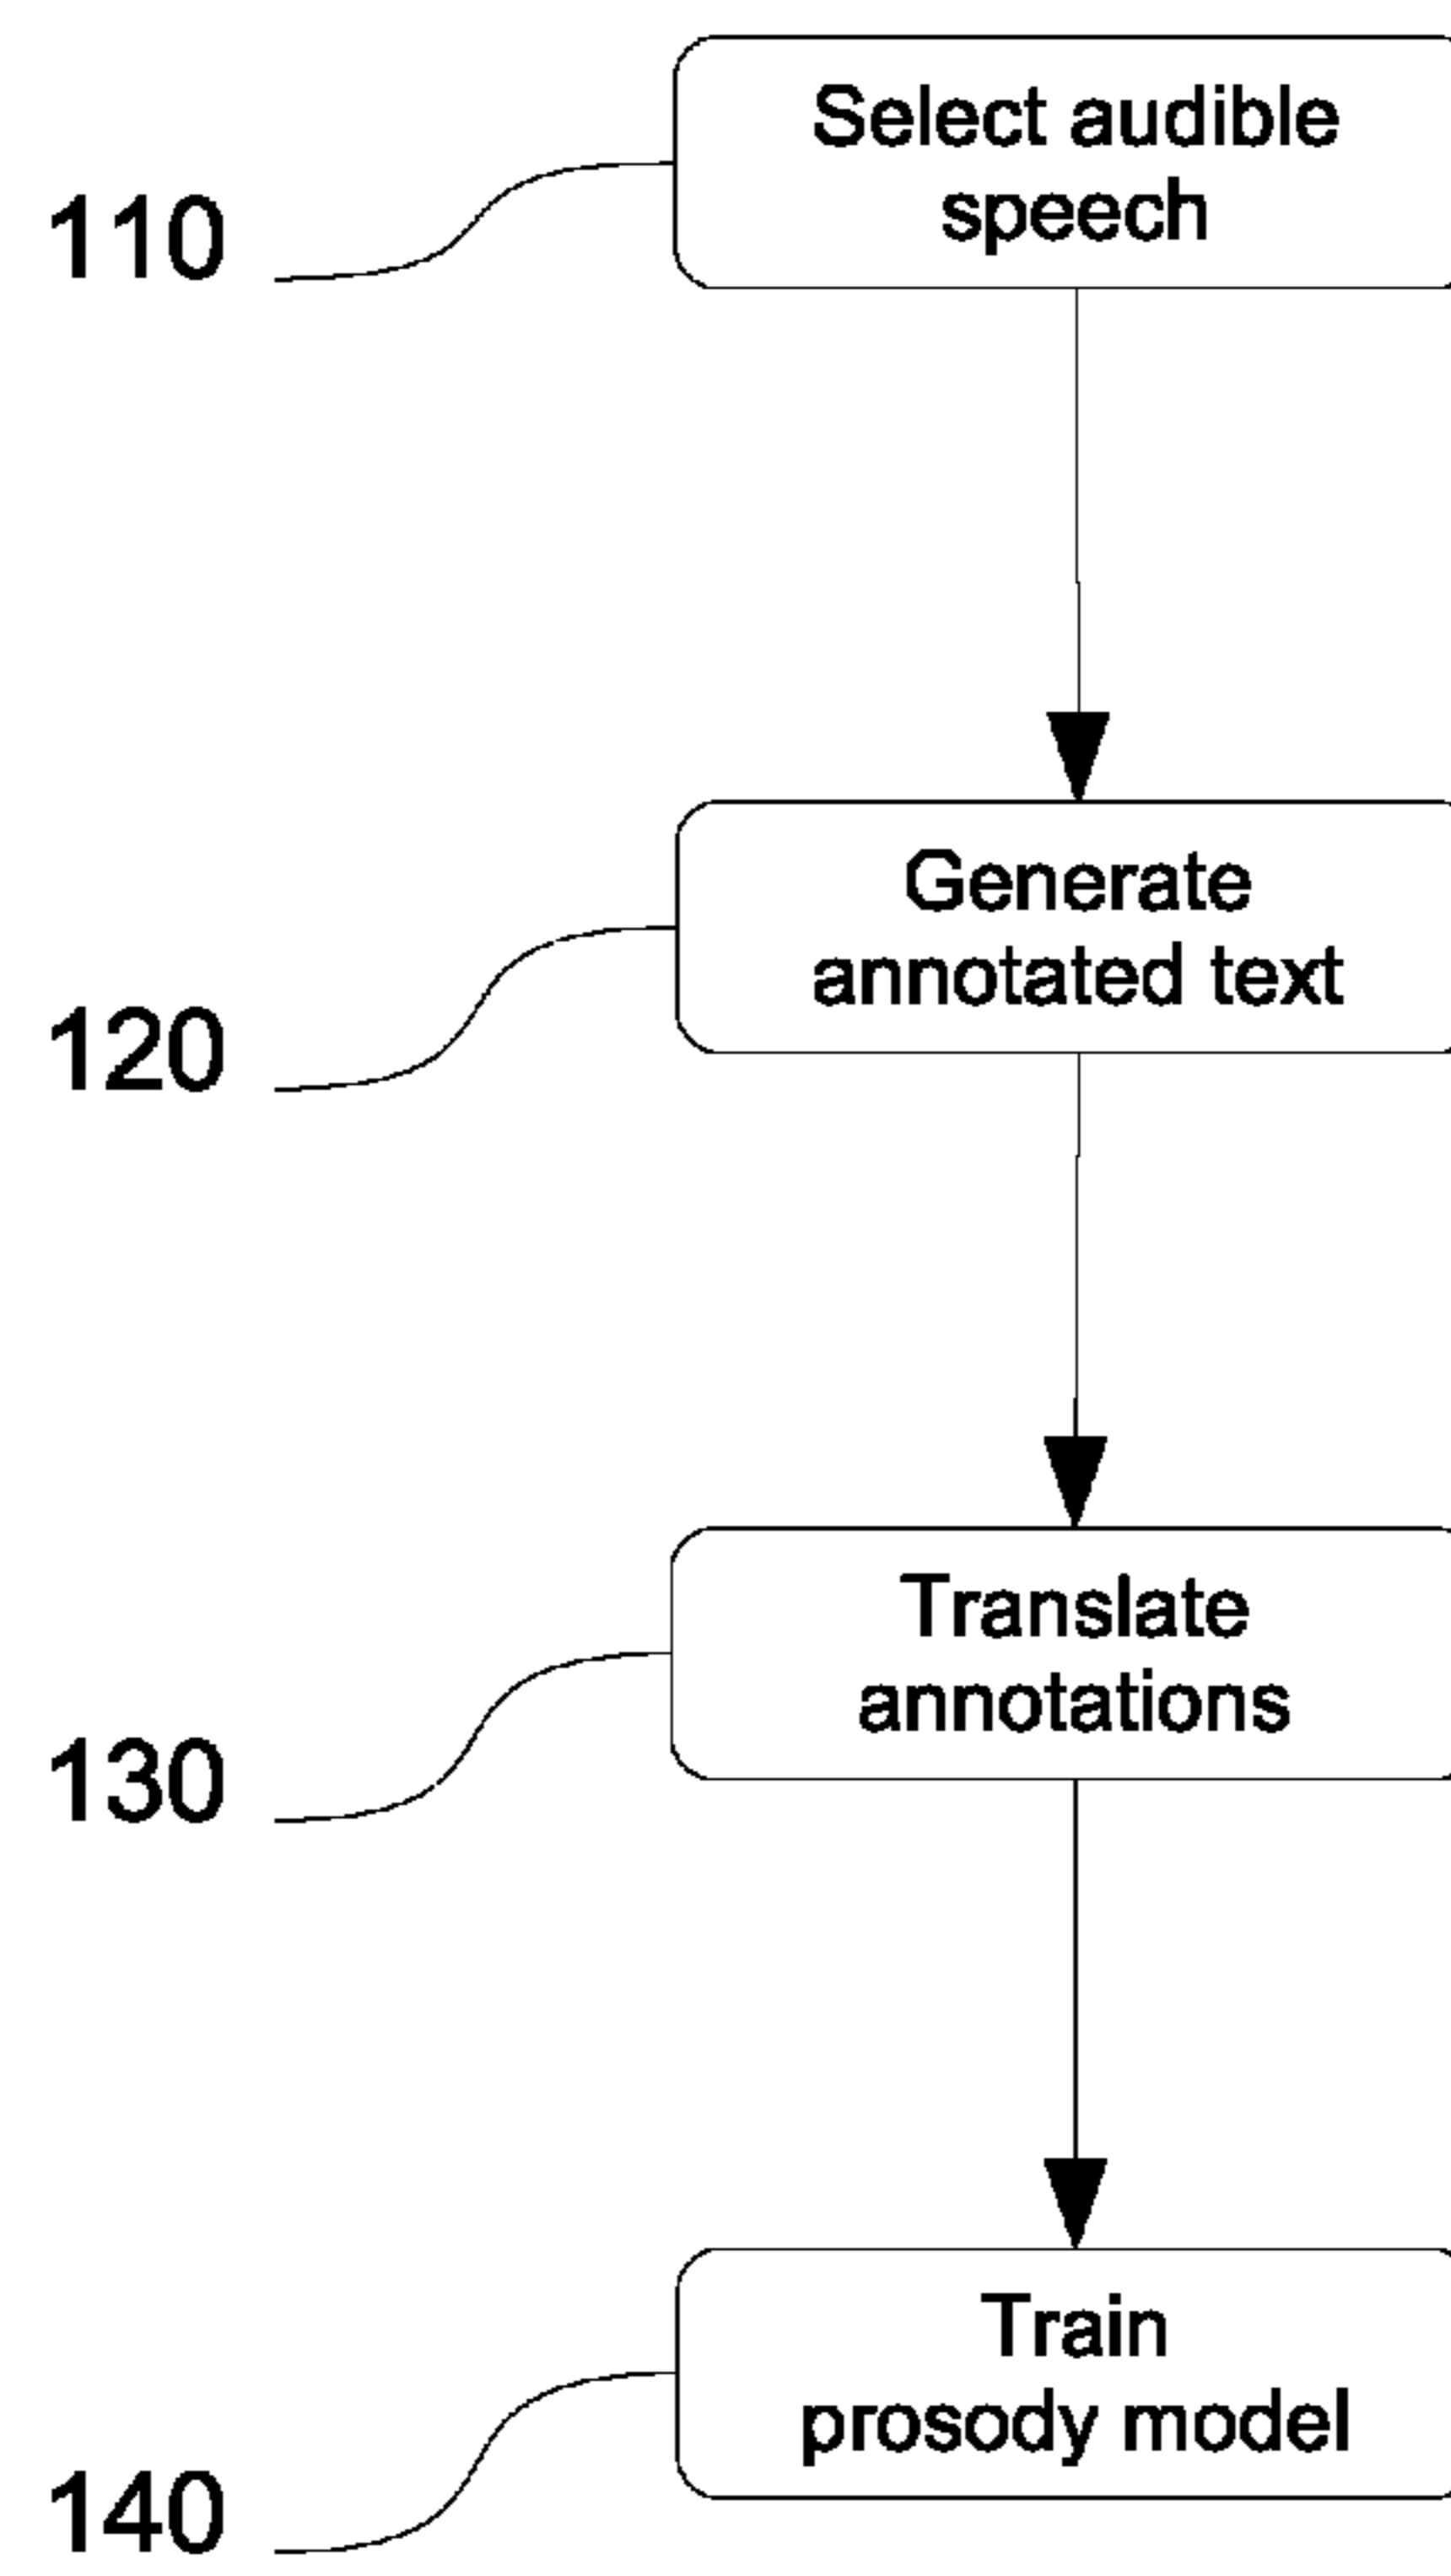 Select audible
speech
110
Generate
annotated text
120
Translate
annotations
130
Train
prosody model
140